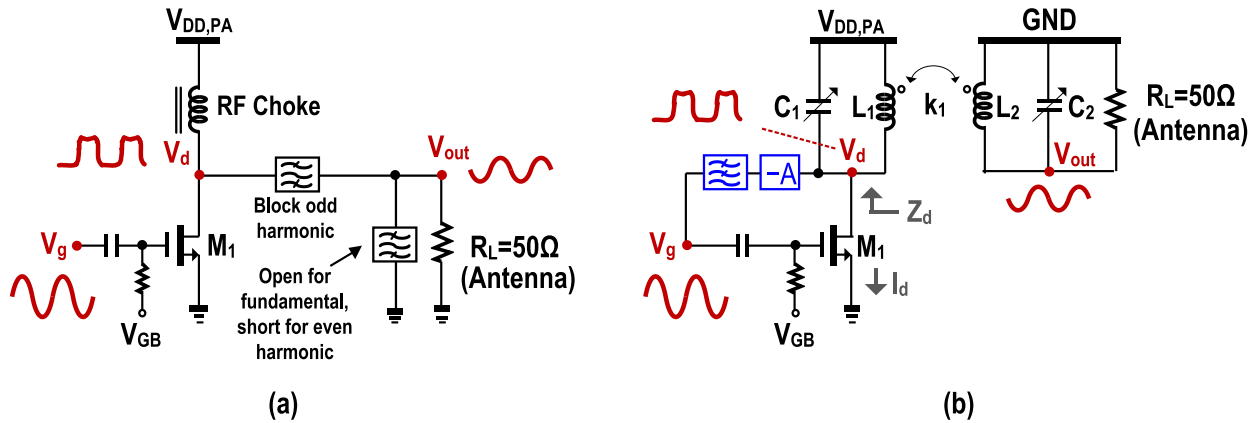 V_DD,PA
RF Choke
V_d
V_out
Block odd
harmonic
V_g
M_1
Open for
fundamental,
short for even
harmonic
R_L=50Ω
(Antenna)
V_GB
(a)
V_DD,PA
GND
C_1
L_1
k_1
L_2
C_2
R_L=50Ω
(Antenna)
V_d
V_out
–A
Z_d
V_g
M_1
I_d
V_GB
(b)